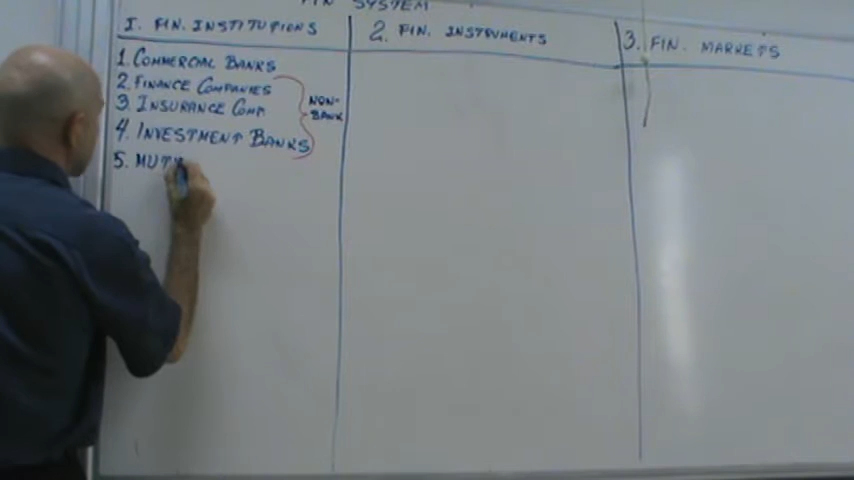 FIN SYSTEM
I. FIN. INSTITUTIONS
2. FIN. INSTRUMENTS
3. FIN. MARKETS
1. COMMERCIAL BANKS
2. FINANCE COMPANIES
3. INSURANCE COMP.
4. INVESTMENT BANKS
5. MUTU
NON-
BANK